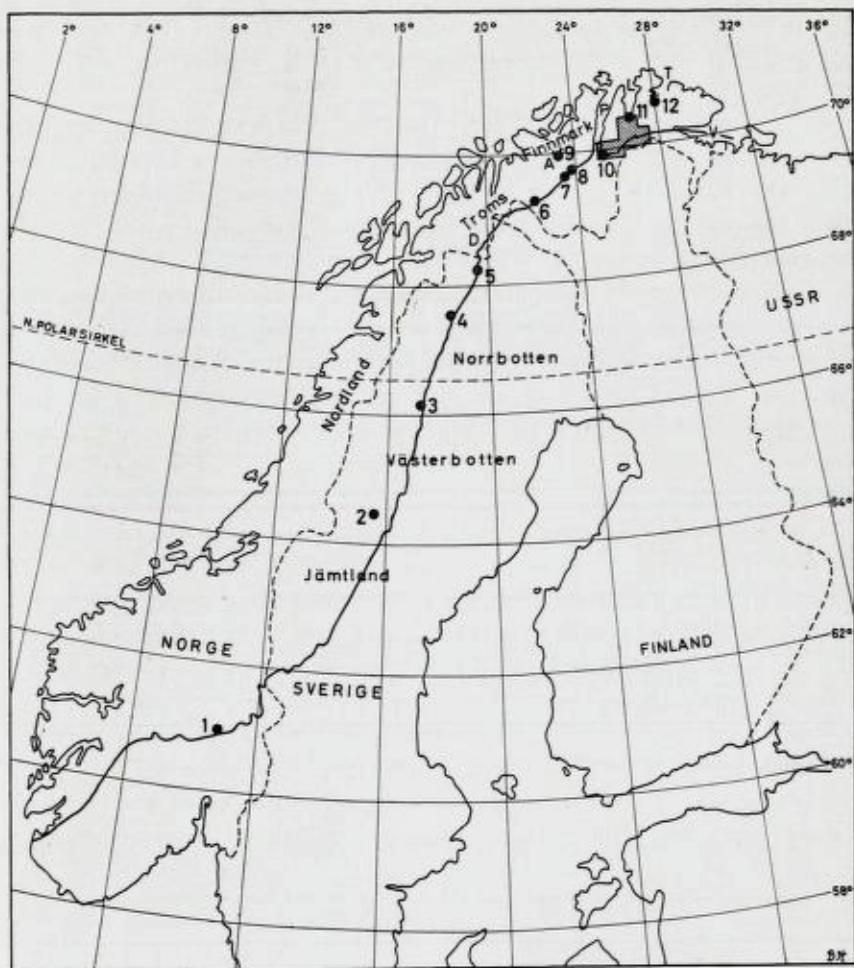 2° 4° 8° 12° 16° 20° 24° 28° 32° 36°
T
L
P
11
12
70°
V
Finnmark
9
A
10
8
7
Troms
6
D
68°
5
USSR
4
N. POLARSIRKEL
Norrbotten
66°
Nordland
3
Västerbotten
2
64°
Jämtland
NORGE
62°
FINLAND
SVERIGE
1
60°
58°